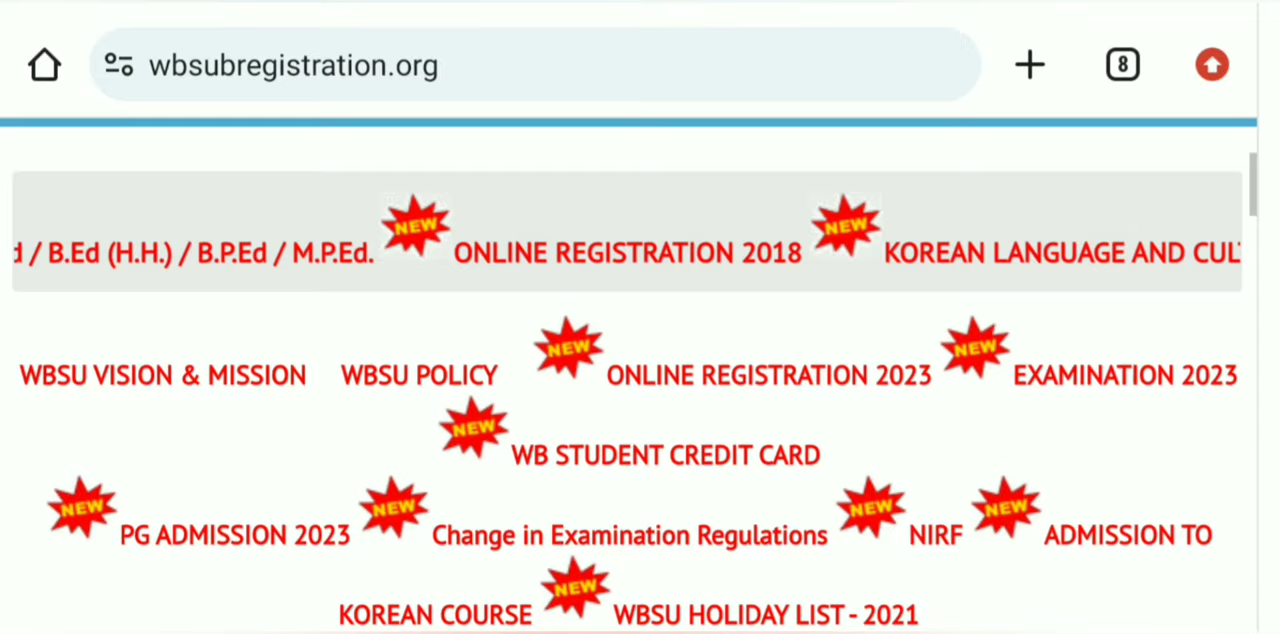 wbsubregistration.org
8
d / B.Ed (H.H.) / B.P.Ed / M.P.Ed. NEW ONLINE REGISTRATION 2018 NEW KOREAN LANGUAGE AND CUL
WBSU VISION & MISSION WBSU POLICY NEW ONLINE REGISTRATION 2023 NEW EXAMINATION 2023
NEW WB STUDENT CREDIT CARD
NEW PG ADMISSION 2023 NEW Change in Examination Regulations NEW NIRF NEW ADMISSION TO
KOREAN COURSE NEW WBSU HOLIDAY LIST - 2021